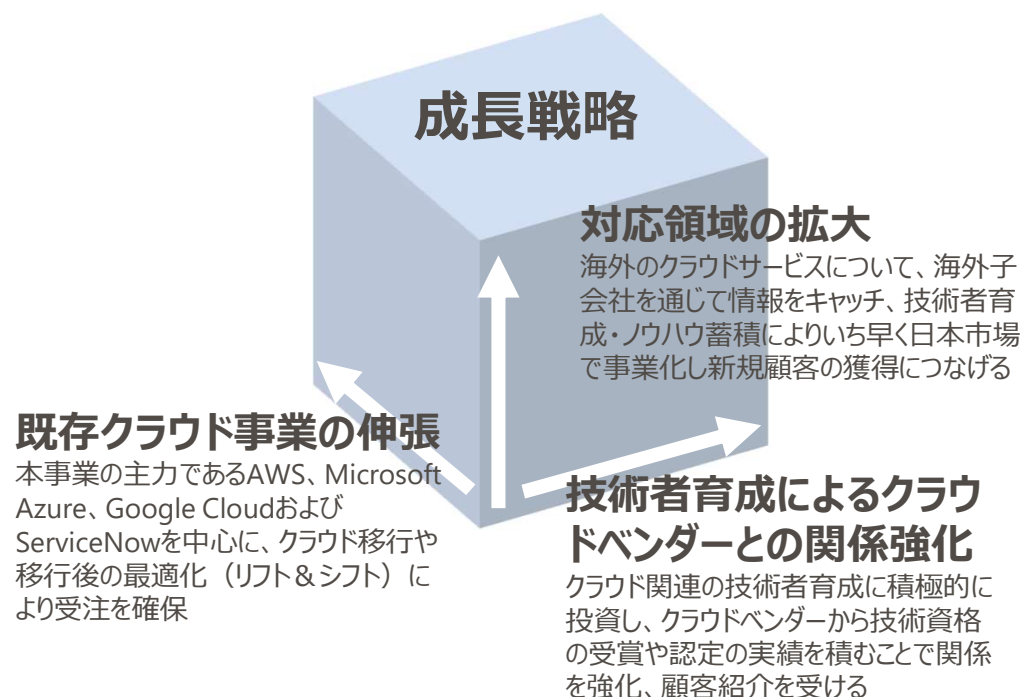 成長戦略
対応領域の拡大
海外のクラウドサービスについて、海外子
会社を通じて情報をキャッチ、技術者育
成・ノウハウ蓄積によりいち早く日本市場
で事業化し新規顧客の獲得につなげる
既存クラウド事業の伸張
本事業の主力であるAWS、Microsoft
Azure、Google Cloudおよび
ServiceNowを中心に、クラウド移行や
移行後の最適化（リフト＆シフト）に
より受注を確保
技術者育成によるクラウ
ドベンダーとの関係強化
クラウド関連の技術者育成に積極的に
投資し、クラウドベンダーから技術資格
の受賞や認定の実績を積むことで関係
を強化、顧客紹介を受ける